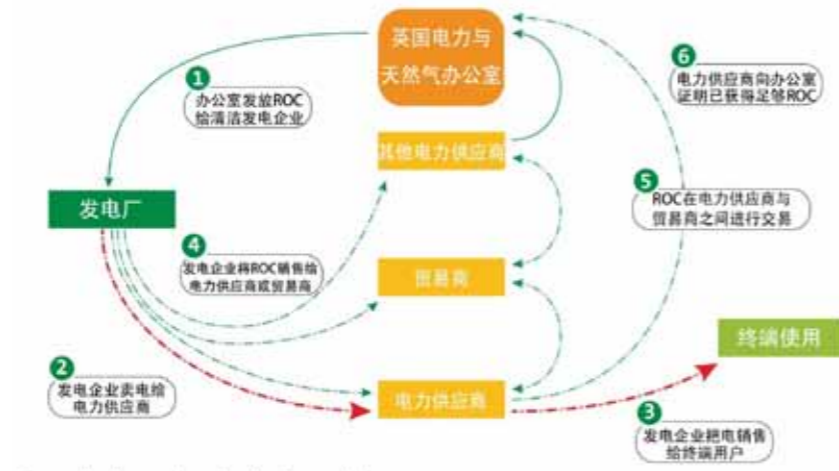 英国电力与
天然气办公室
1
办公室发放ROC
给清洁发电企业
6
电力供应商向办公室
证明已获得足够ROC
其他电力供应商
发电厂
5
ROC在电力供应商与
贸易商之间进行交易
4
发电企业将ROC销售给
电力供应商或贸易商
贸易商
终端使用
2
发电企业卖电给
电力供应商
电力供应商
3
发电企业把电销售
给终端用户